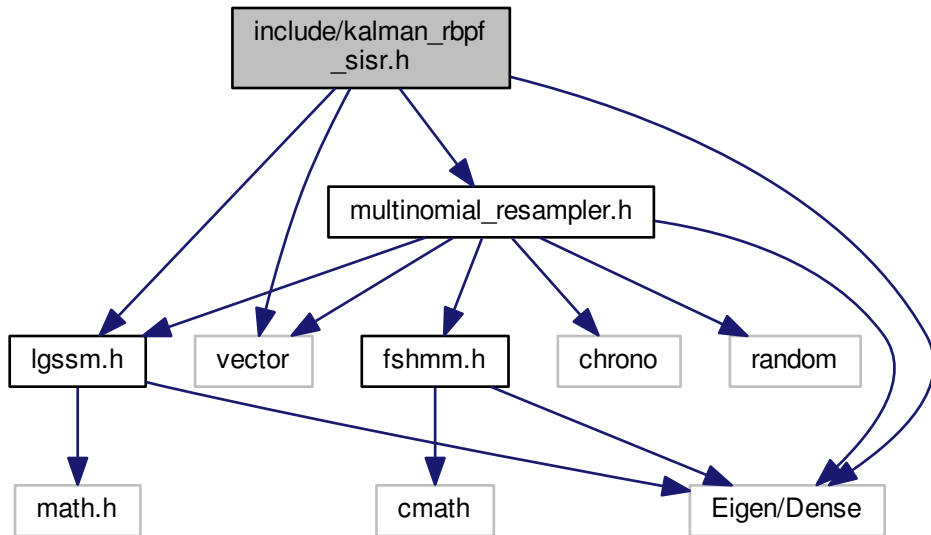 include/kalman_rbpf
_sisr.h
multinomial_resampler.h
lgssm.h
vector
fshmm.h
chrono
random
math.h
cmath
Eigen/Dense